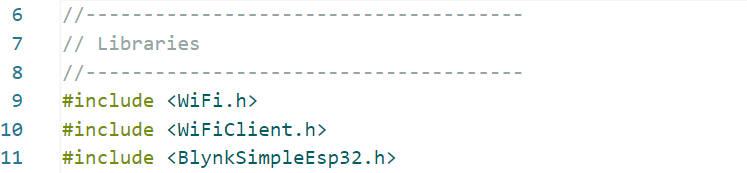 6 //--------------------------------------
7 // Libraries
8 //--------------------------------------
9 #include <WiFi.h>
10 #include <WiFiClient.h>
11 #include <BlynkSimpleEsp32.h>